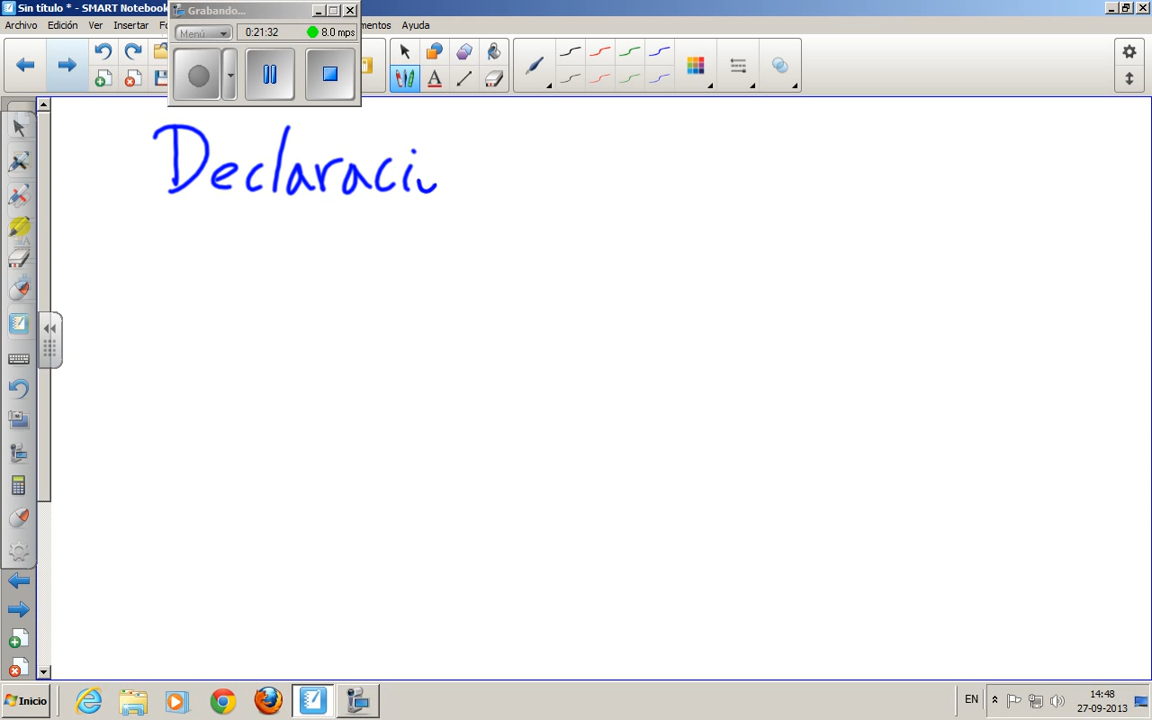 Sin título * - SMART Notebook
Grabando...
Archivo Edición Ver Insertar Fo
mentos Ayuda
Menú 0:21:32 8.0 mps
A
Declaraci
Inicio
EN
14:48
27-09-2013